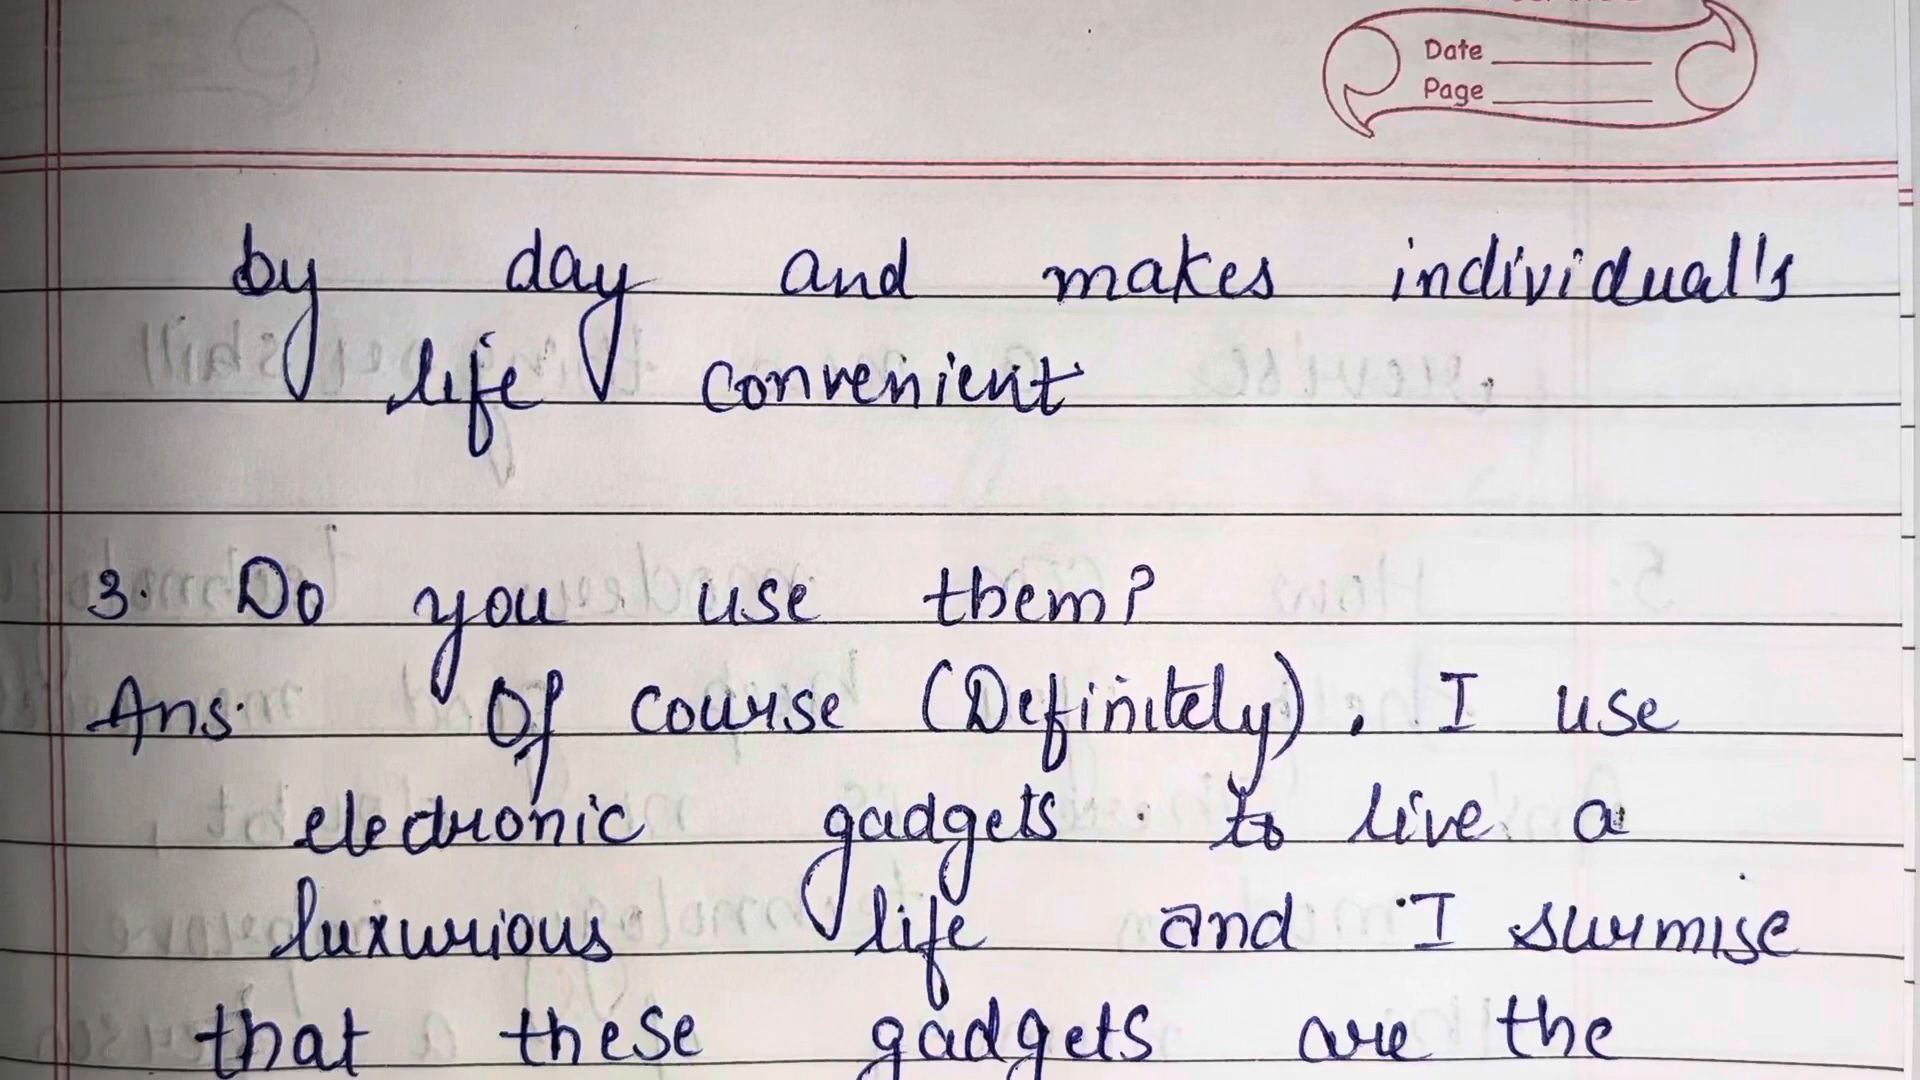 Date
Page
by day and makes individual's
life convenient
3. Do you use them?
Ans. Of course (Definitely). I use
electronic gadgets to live a
luxurious life and I surmise
that these gadgets are the